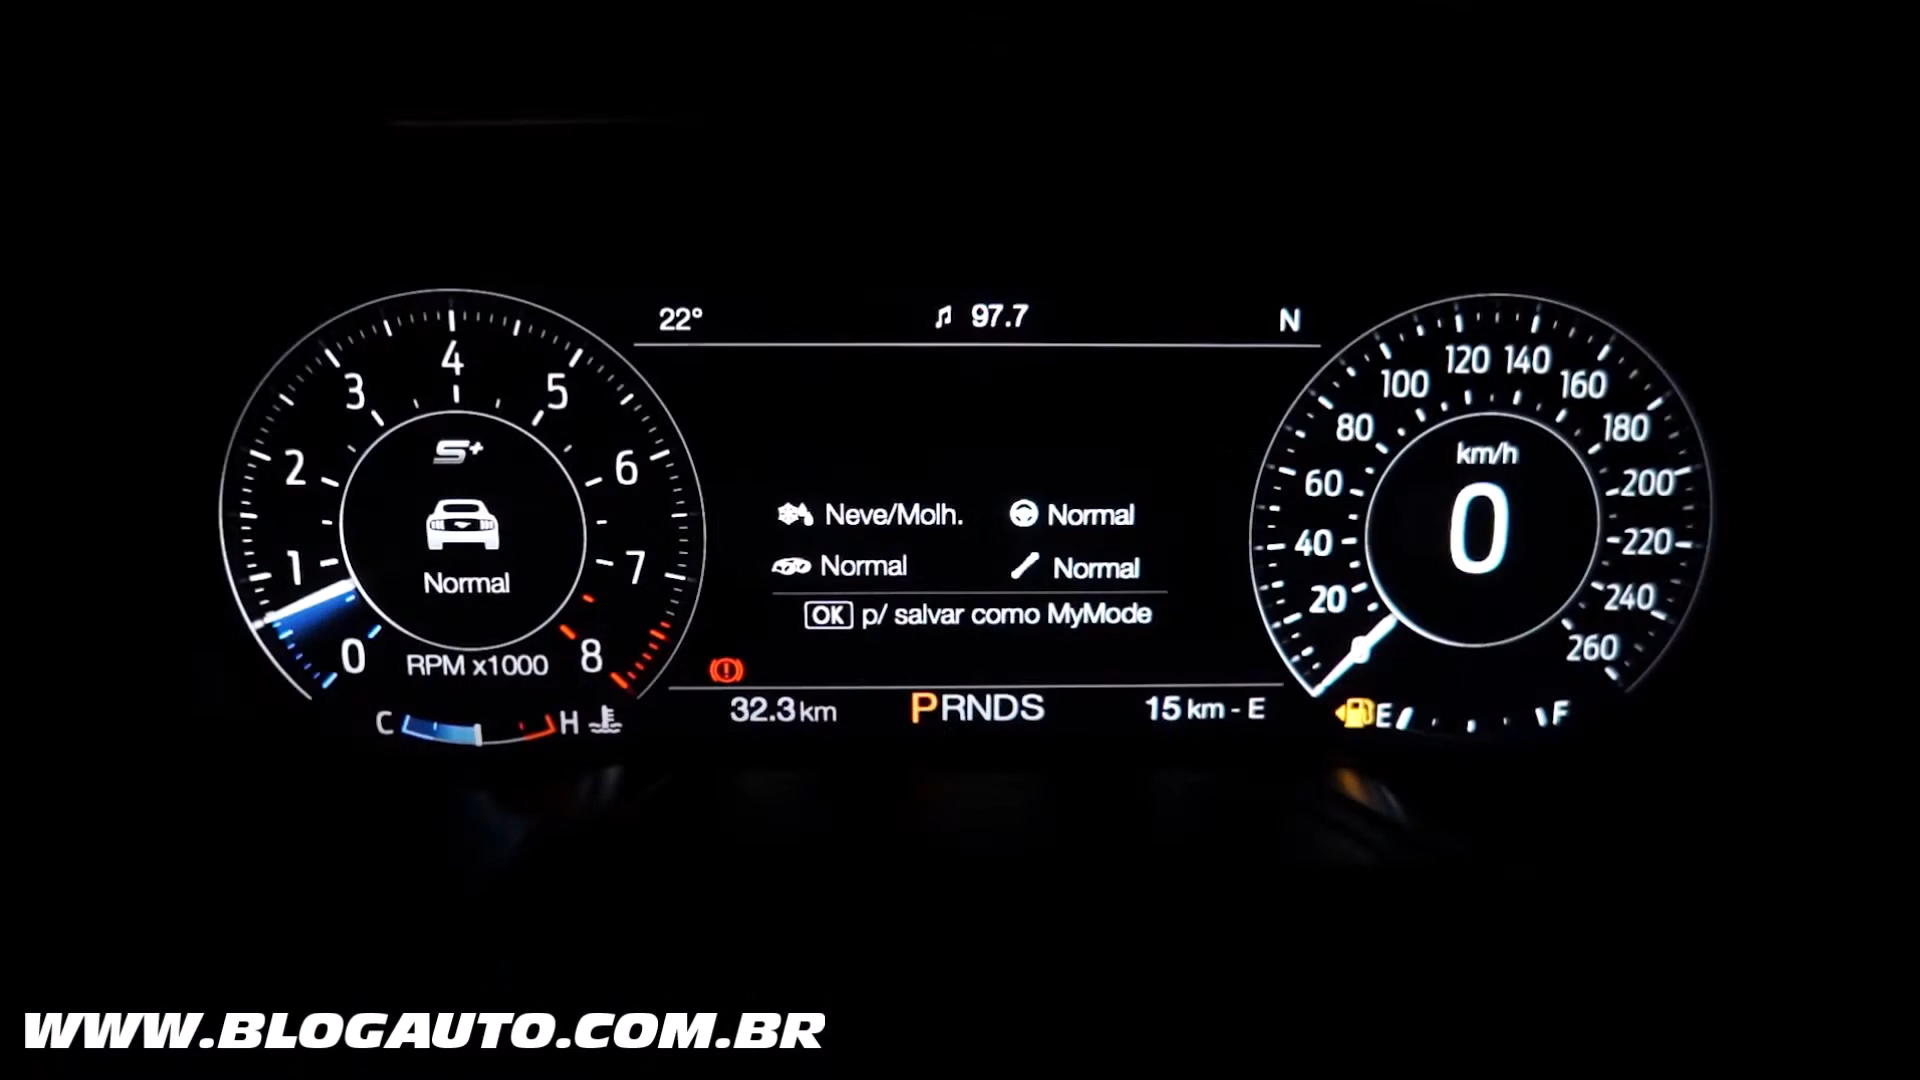 22° 97.7 N
0 1 2 3 4 5 6 7 8
S+
Normal
RPM x1000
C H
Neve/Molh. Normal
Normal Normal
OK p/ salvar como MyMode
32.3 km PRNDS 15 km - E
20 40 60 80 100 120 140 160 180 200 220 240 260
km/h
0
E F
WWW.BLOGAUTO.COM.BR